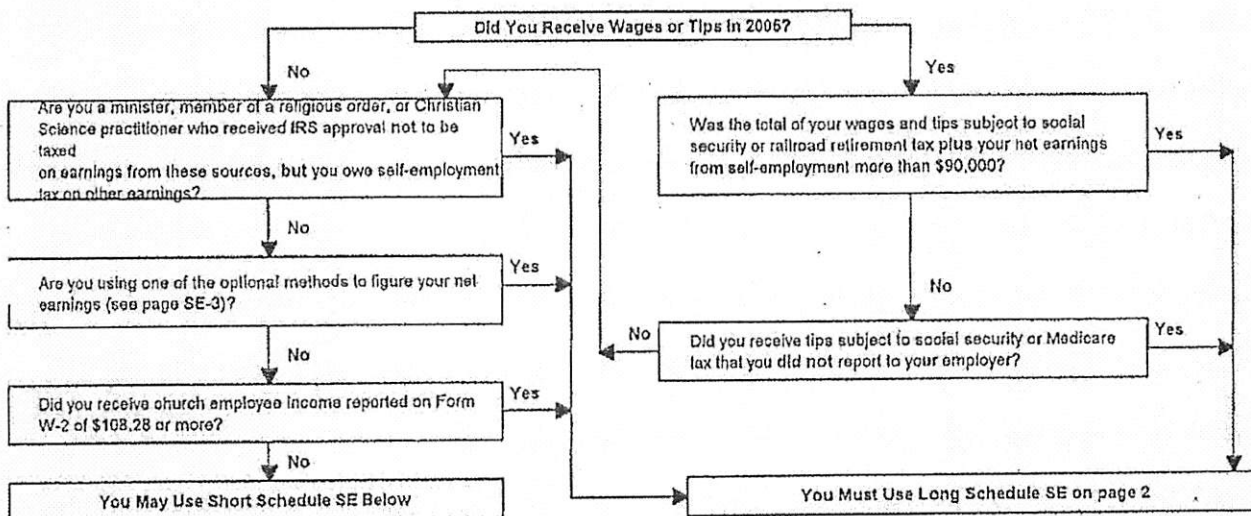 Did You Receive Wages or Tips In 2005?
No
Yes
Are you a minister, member of a religious order, or Christian
Science practitioner who received IRS approval not to be
taxed
on earnings from these sources, but you owe self-employment
tax on other earnings?
Yes
Was the total of your wages and tips subject to social
security or railroad retirement tax plus your net earnings
from self-employment more than $90,000?
Yes
No
No
Are you using one of the optional methods to figure your net
earnings (see page SE-3)?
Yes
No
Did you receive tips subject to social security or Medicare
tax that you did not report to your employer?
No
Yes
Did you receive church employee income reported on Form
W-2 of $108.28 or more?
Yes
No
You May Use Short Schedule SE Below
You Must Use Long Schedule SE on page 2